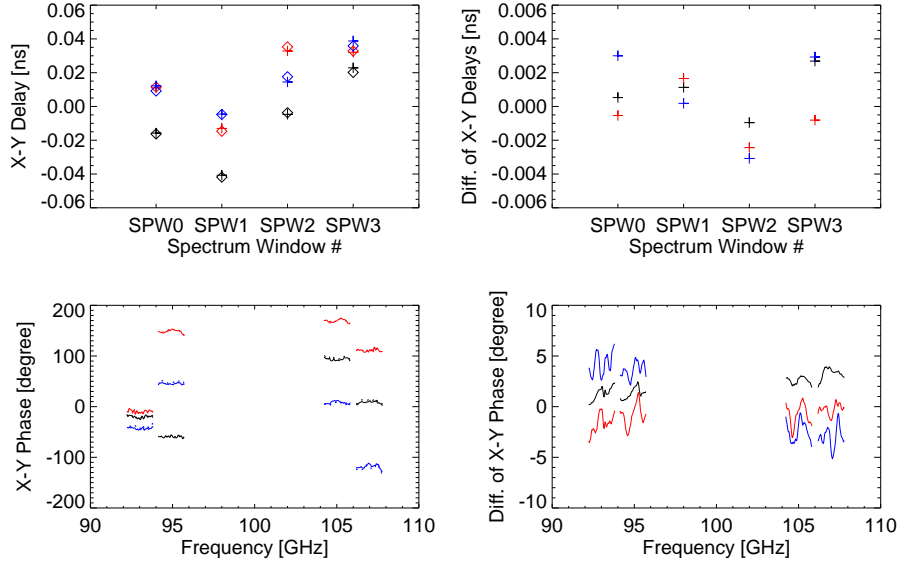 X-Y Delay [ns]
0.06
0.04
0.02
0.00
-0.02
-0.04
-0.06
SPW0 SPW1 SPW2 SPW3
Spectrum Window #
Diff. of X-Y Delays [ns]
0.006
0.004
0.002
0.000
0.002
0.004
0.006
SPW0 SPW1 SPW2 SPW3
Spectrum Window #
X-Y Phase [degree]
200
100
0
-100
-200
90 95 100 105 110
Frequency [GHz]
Diff. of X-Y Phase [degree]
10
5
0
-5
-10
90 95 100 105 110
Frequency [GHz]